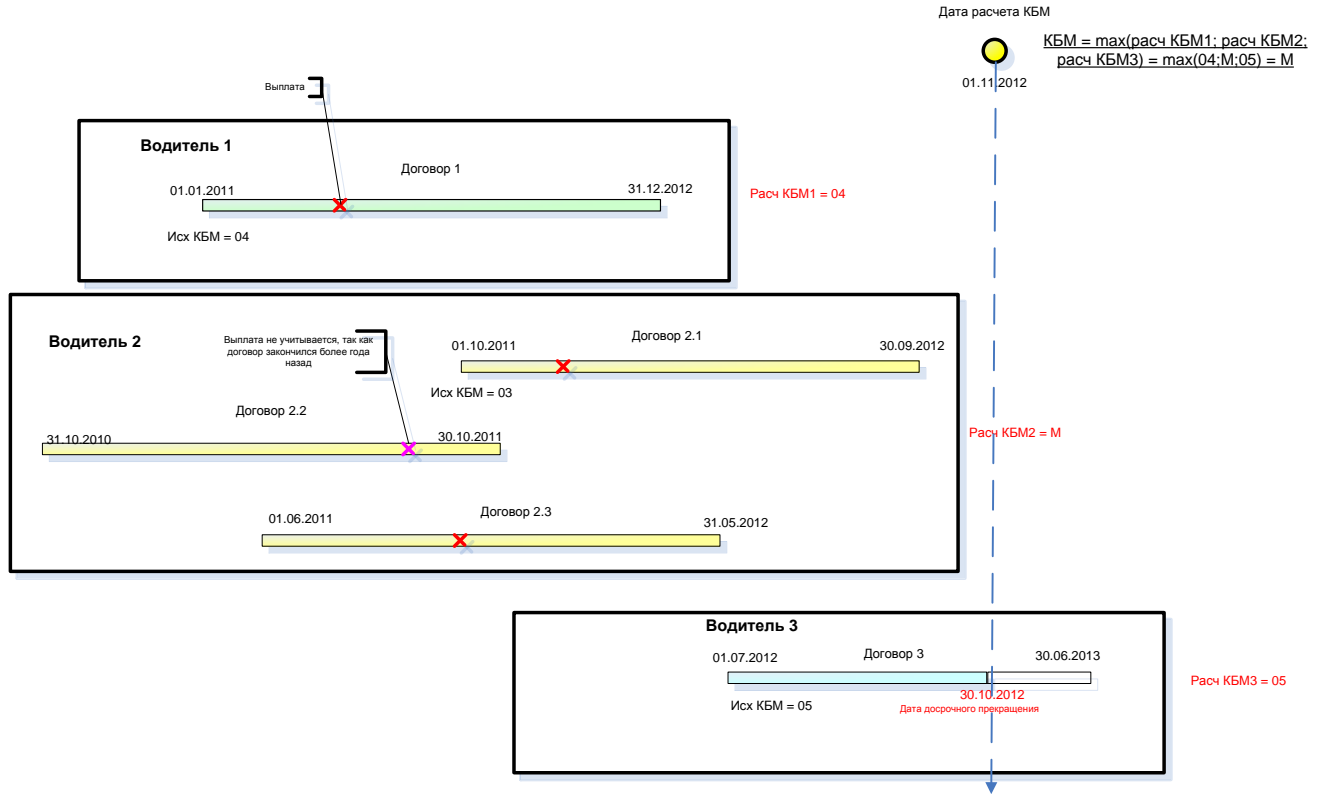 Дата расчета КБМ
КБМ = max(расч КБМ1; расч КБМ2;
расч КБМ3) = max(04;М;05) = М
01.11.2012
Выплата
Водитель 1
Договор 1
01.01.2011
31.12.2012
Исх КБМ = 04
Расч КБМ1 = 04
Водитель 2
Выплата не учитывается, так как
договор закончился более года
назад
Договор 2.1
01.10.2011
30.09.2012
Исх КБМ = 03
Договор 2.2
31.10.2010
30.10.2011
Расч КБМ2 = М
Договор 2.3
01.06.2011
31.05.2012
Водитель 3
Договор 3
01.07.2012
30.06.2013
Исх КБМ = 05
30.10.2012
Дата досрочного прекращения
Расч КБМ3 = 05